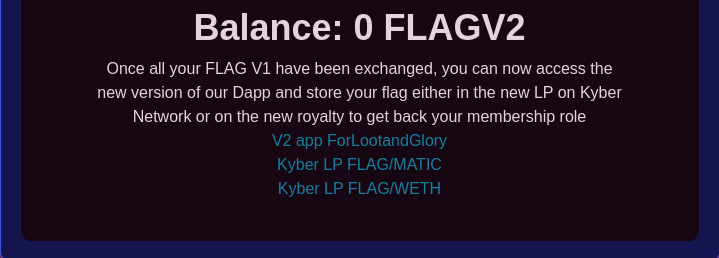 Balance: 0 FLAGV2
Once all your FLAG V1 have been exchanged, you can now access the
new version of our Dapp and store your flag either in the new LP on Kyber
Network or on the new royalty to get back your membership role
V2 app ForLootandGlory
Kyber LP FLAG/MATIC
Kyber LP FLAG/WETH